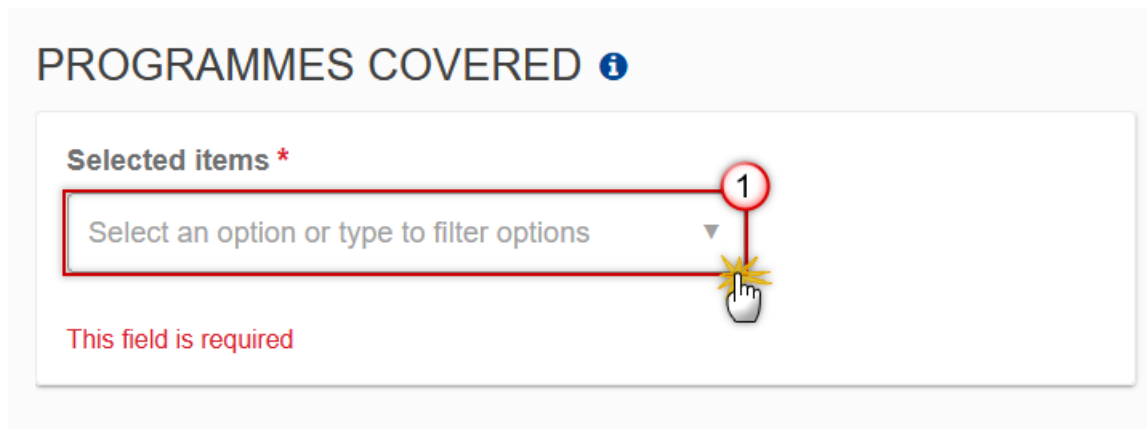 PROGRAMMES COVERED i
Selected items *
1
Select an option or type to filter options
This field is required